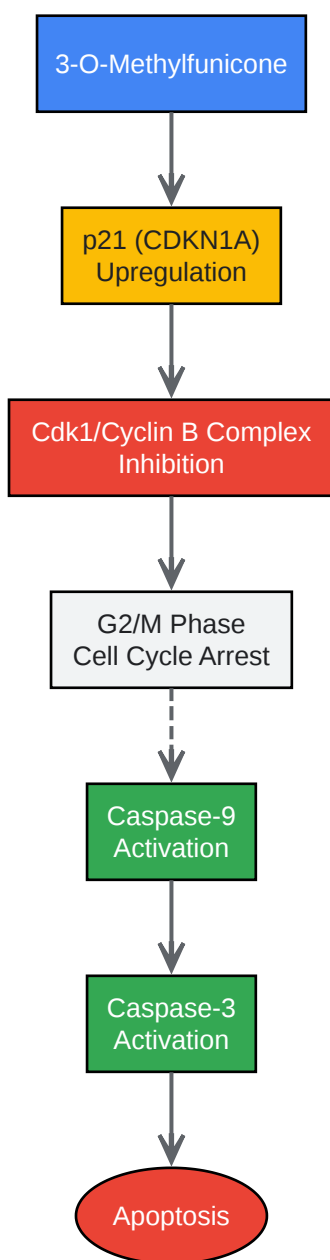 3-O-Methylfunicone
p21 (CDKN1A)
Upregulation
Cdk1/Cyclin B Complex
Inhibition
G2/M Phase
Cell Cycle Arrest
Caspase-9
Activation
Caspase-3
Activation
Apoptosis